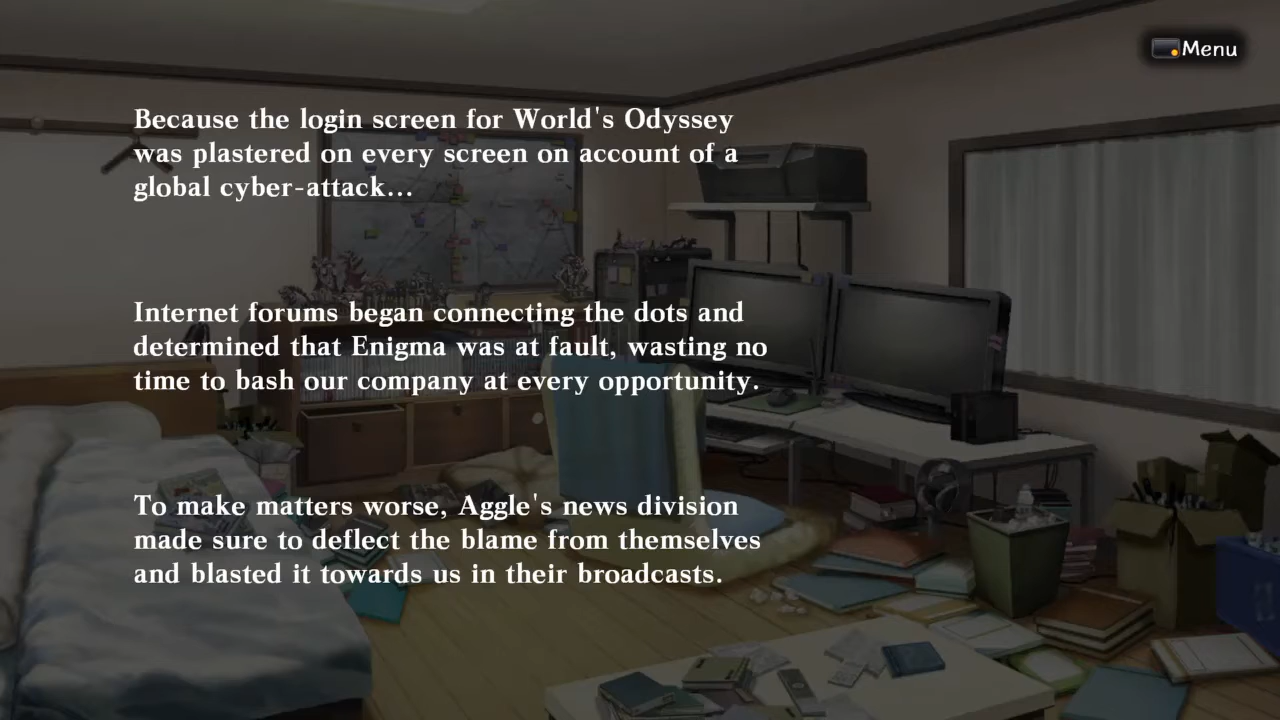 Menu
Because the login screen for World's Odyssey
was plastered on every screen on account of a
global cyber-attack...
Internet forums began connecting the dots and
determined that Enigma was at fault, wasting no
time to bash our company at every opportunity.
To make matters worse, Aggle's news division
made sure to deflect the blame from themselves
and blasted it towards us in their broadcasts.